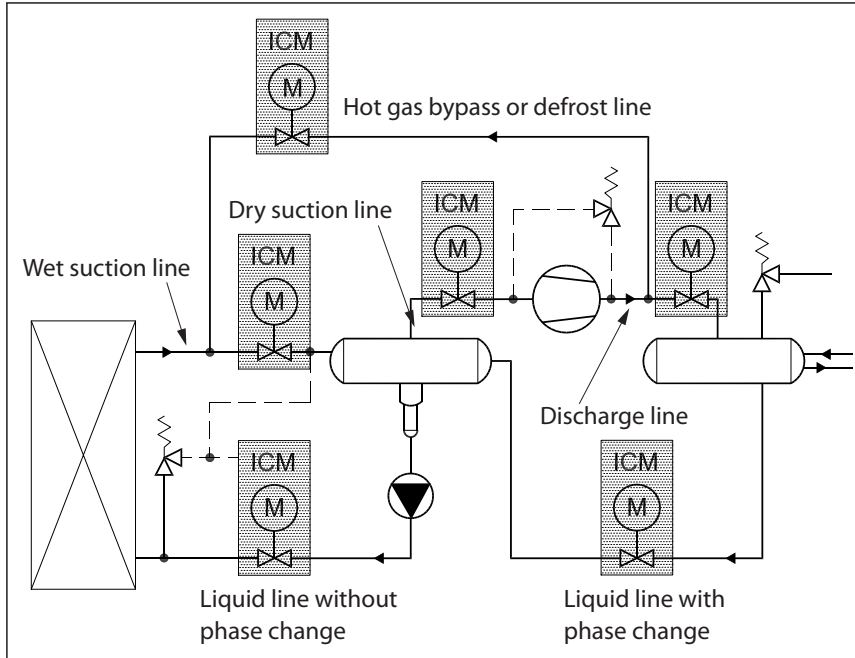 ICM
M
Hot gas bypass or defrost line
Dry suction line
ICM
M
ICM
M
Wet suction line
ICM
M
Discharge line
ICM
M
ICM
M
Liquid line without
phase change
Liquid line with
phase change